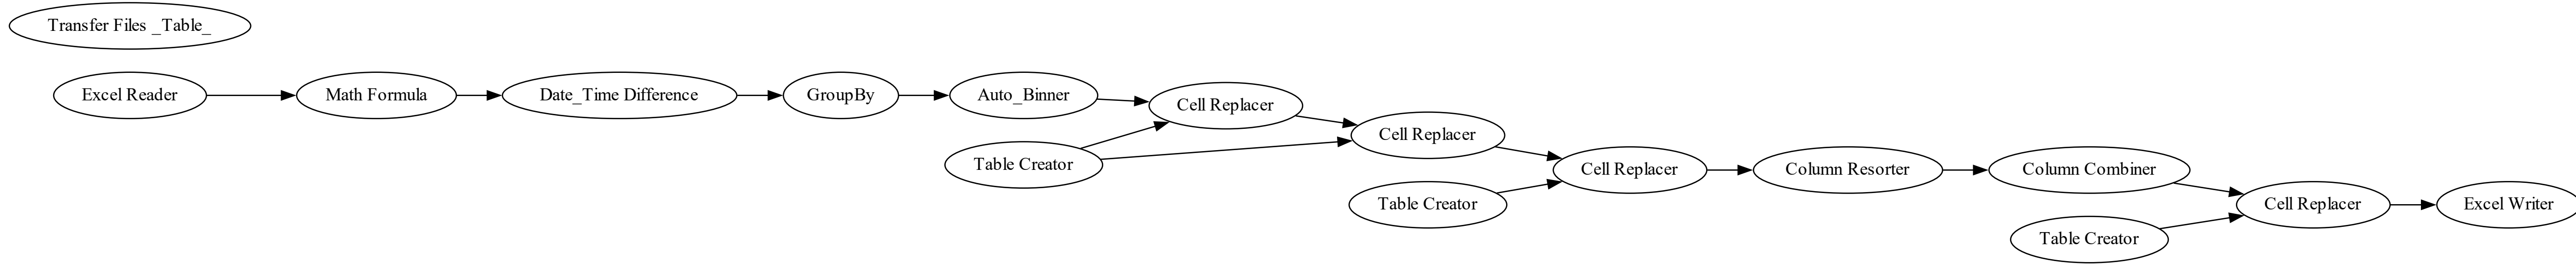 Transfer Files _Table_
Excel Reader
Math Formula
Date_Time Difference
GroupBy
Auto_Binner
Cell Replacer
Table Creator
Cell Replacer
Table Creator
Cell Replacer
Column Resorter
Column Combiner
Table Creator
Cell Replacer
Excel Writer